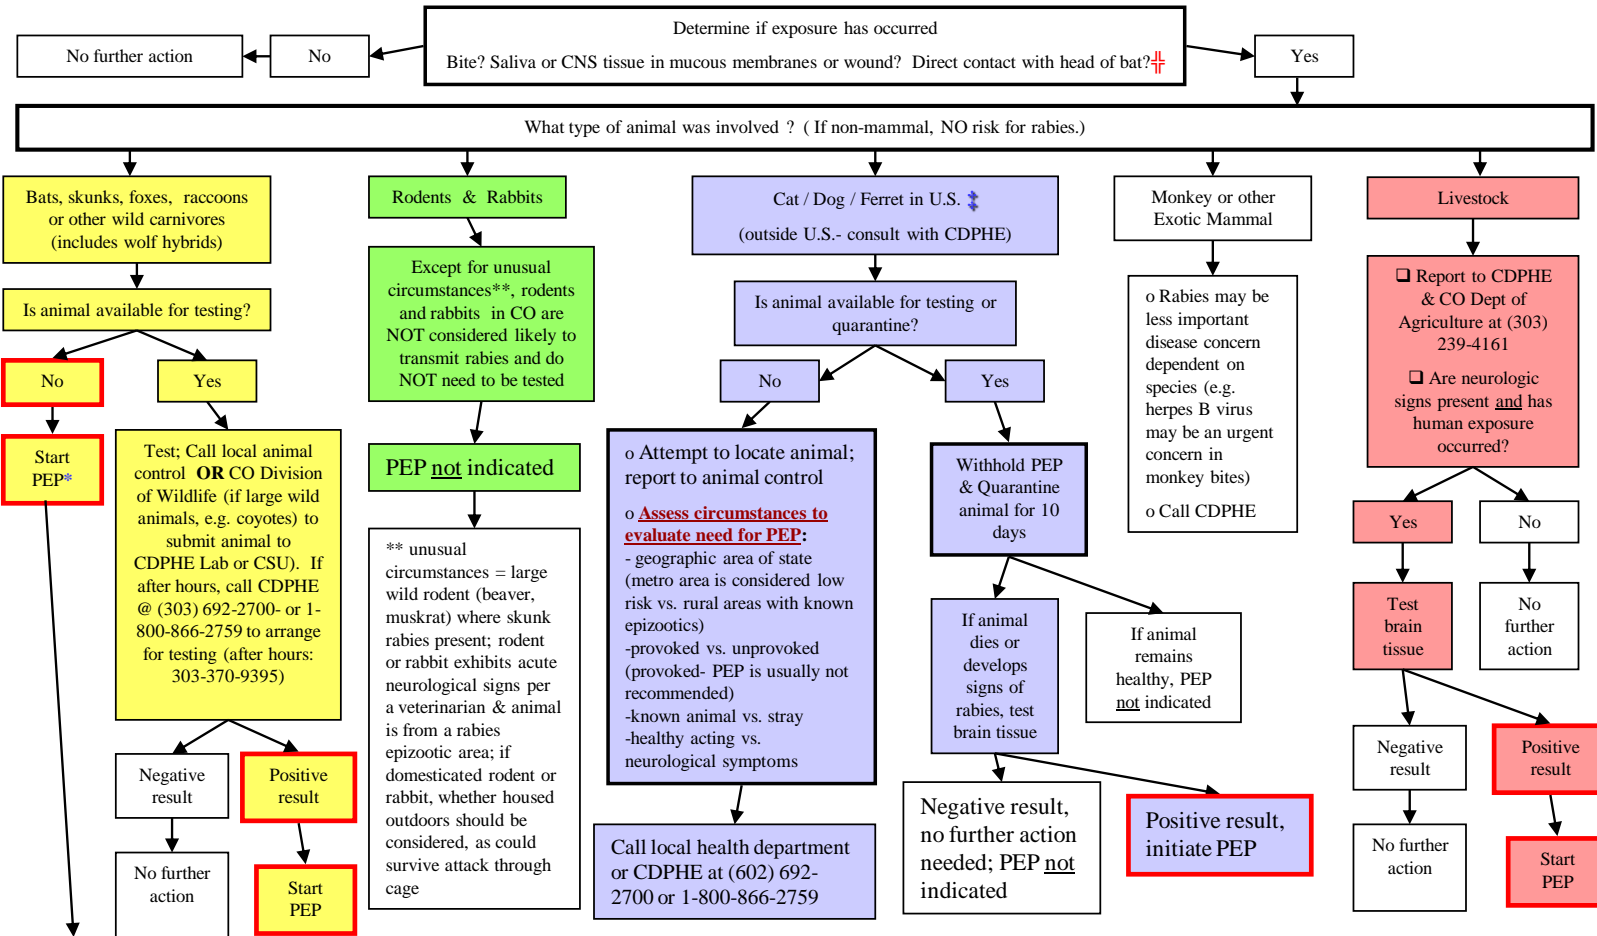 Determine if exposure has occurred
Bite? Saliva or CNS tissue in mucous membranes or wound? Direct contact with head of bat?╬
No further action
No
Yes
What type of animal was involved ? ( If non-mammal, NO risk for rabies.)
Bats, skunks, foxes, raccoons
or other wild carnivores
(includes wolf hybrids)
Is animal available for testing?
No
Yes
Start
PEP*
Test; Call local animal
control OR CO Division
of Wildlife (if large wild
animals, e.g. coyotes) to
submit animal to
CDPHE Lab or CSU). If
after hours, call CDPHE
@ (303) 692-2700- or 1-
800-866-2759 to arrange
for testing (after hours:
303-370-9395)
Negative
result
Positive
result
No further
action
Start
PEP
Rodents & Rabbits
Except for unusual
circumstances**, rodents
and rabbits in CO are
NOT considered likely to
transmit rabies and do
NOT need to be tested
PEP not indicated
** unusual
circumstances = large
wild rodent (beaver,
muskrat) where skunk
rabies present; rodent
or rabbit exhibits acute
neurological signs per
a veterinarian & animal
is from a rabies
epizootic area; if
domesticated rodent or
rabbit, whether housed
outdoors should be
considered, as could
survive attack through
cage
Cat / Dog / Ferret in U.S. ‡
(outside U.S.- consult with CDPHE)
Is animal available for testing or
quarantine?
No
Yes
o Attempt to locate animal;
report to animal control
o Assess circumstances to
evaluate need for PEP:
- geographic area of state
(metro area is considered low
risk vs. rural areas with known
epizootics)
-provoked vs. unprovoked
(provoked- PEP is usually not
recommended)
-known animal vs. stray
-healthy acting vs.
neurological symptoms
Call local health department
or CDPHE at (602) 692-
2700 or 1-800-866-2759
Withhold PEP
& Quarantine
animal for 10
days
If animal
dies or
develops
signs of
rabies, test
brain tissue
If animal
remains
healthy, PEP
not indicated
Negative result,
no further action
needed; PEP not
indicated
Positive result,
initiate PEP
Monkey or other
Exotic Mammal
o Rabies may be
less important
disease concern
dependent on
species (e.g.
herpes B virus
may be an urgent
concern in
monkey bites)
o Call CDPHE
Livestock
❑ Report to CDPHE
& CO Dept of
Agriculture at (303)
239-4161
❑ Are neurologic
signs present and has
human exposure
occurred?
Yes
No
Test
brain
tissue
No
further
action
Negative
result
Positive
result
No further
action
Start
PEP